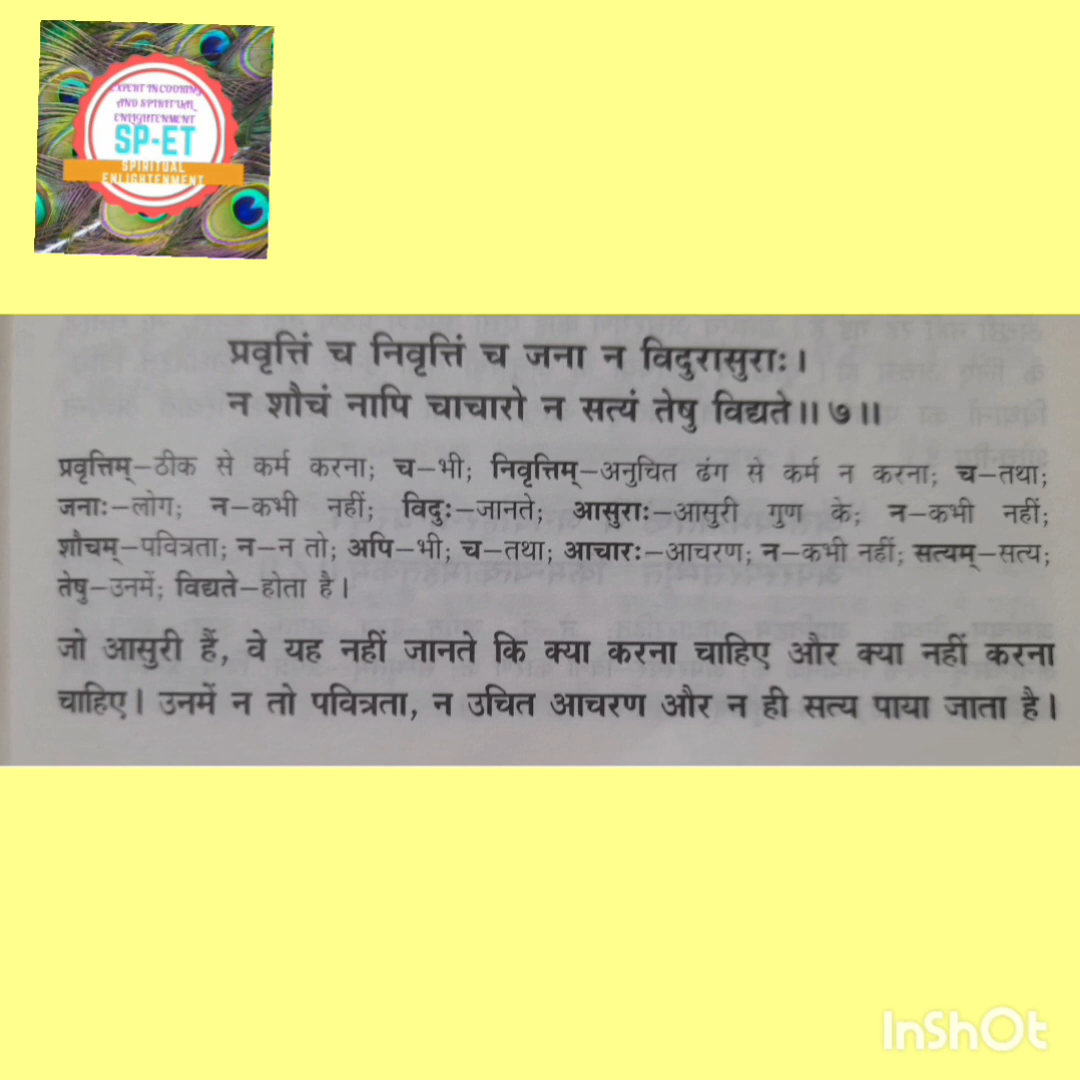 EXPERT IN COOKING
AND SPIRITUAL
ENLIGHTENMENT
SP-ET
SPIRITUAL
ENLIGHTENMENT
प्रवृत्तिं च निवृत्तिं च जना न विदुरासुराः।
न शौचं नापि चाचारो न सत्यं तेषु विद्यते॥७॥
प्रवृत्तिम्–ठीक से कर्म करना; च–भी; निवृत्तिम्–अनुचित ढंग से कर्म न करना; च–तथा;
जनाः–लोग; न–कभी नहीं; विदुः–जानते; आसुराः–आसुरी गुण के; न–कभी नहीं;
शौचम्–पवित्रता; न–न तो; अपि–भी; च–तथा; आचारः–आचरण; न–कभी नहीं; सत्यम्–सत्य;
तेषु–उनमें; विद्यते–होता है।
जो आसुरी हैं, वे यह नहीं जानते कि क्या करना चाहिए और क्या नहीं करना
चाहिए। उनमें न तो पवित्रता, न उचित आचरण और न ही सत्य पाया जाता है।
InShOt